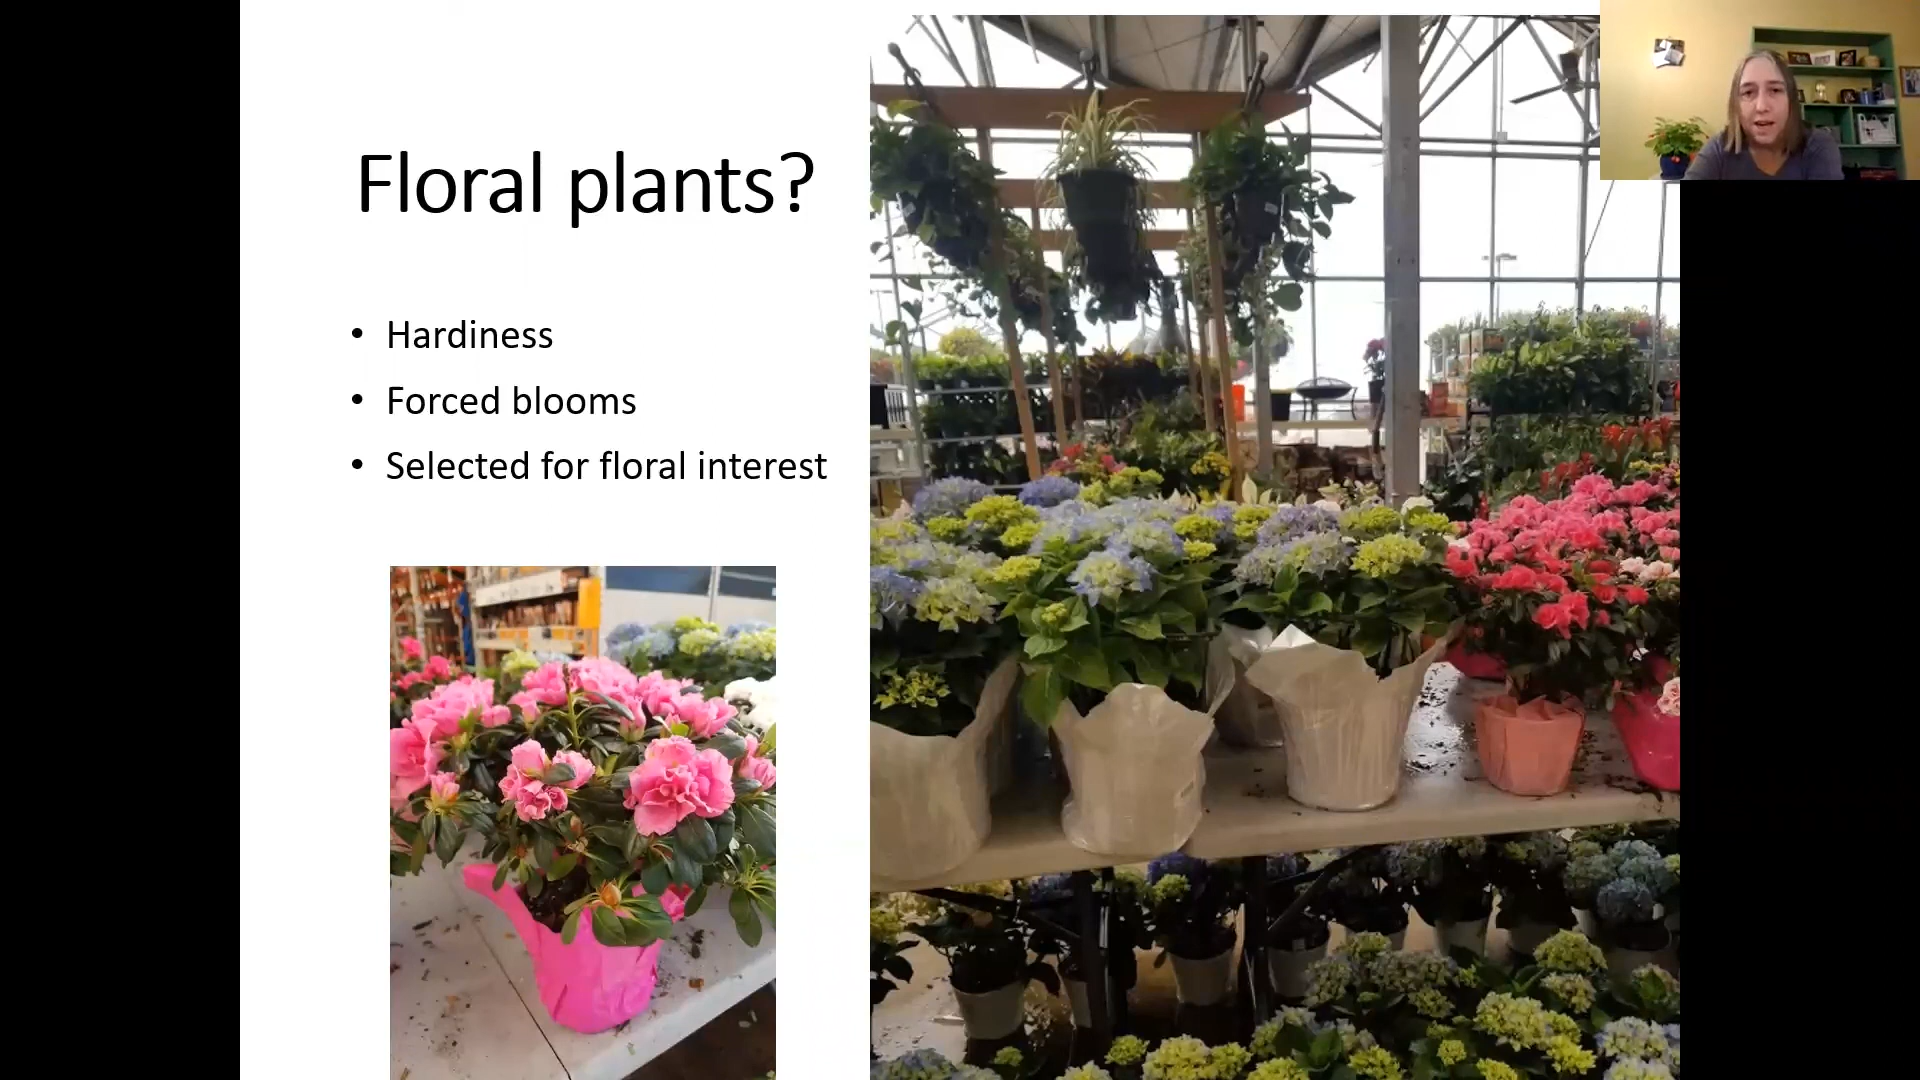 Floral plants?
• Hardiness
• Forced blooms
• Selected for floral interest